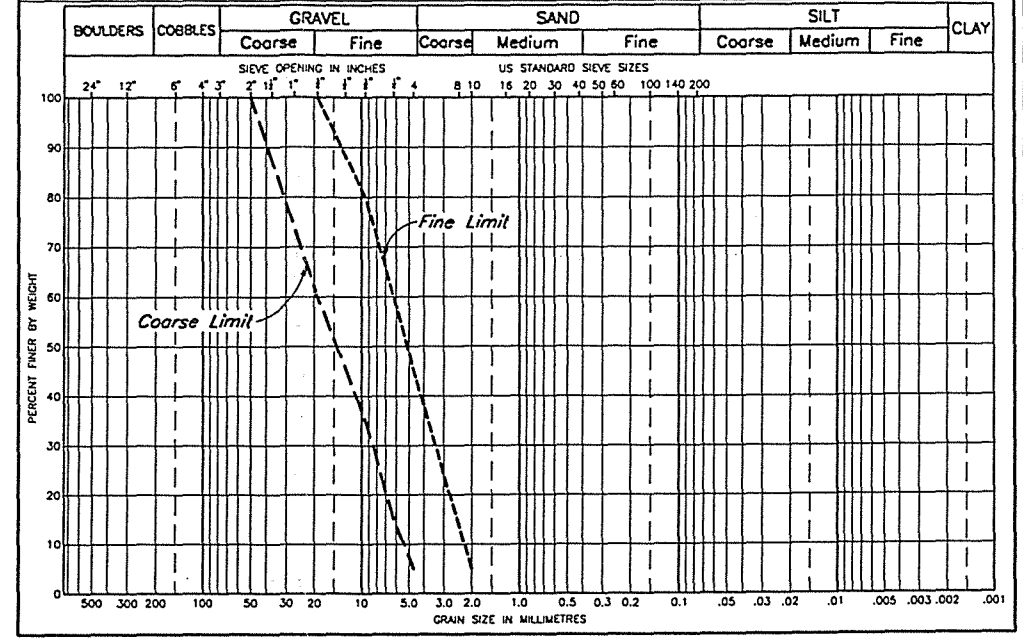 BOULDERS COBBLES GRAVEL SAND SILT CLAY
Coarse Fine Coarse Medium Fine Coarse Medium Fine
SIEVE OPENING IN INCHES US STANDARD SIEVE SIZES
24" 12" 6" 4" 3" 2" 1½" 1" 4 8 10 16 20 30 40 50 60 100 140 200
100
90
80
70
60
50
40
30
20
10
0
PERCENT FINER BY WEIGHT
Fine Limit
Coarse Limit
500 300 200 100 50 30 20 10 5.0 3.0 2.0 1.0 0.5 0.3 0.2 0.1 .05 .03 .02 .01 .005 .003 .002 .001
GRAIN SIZE IN MILLIMETRES